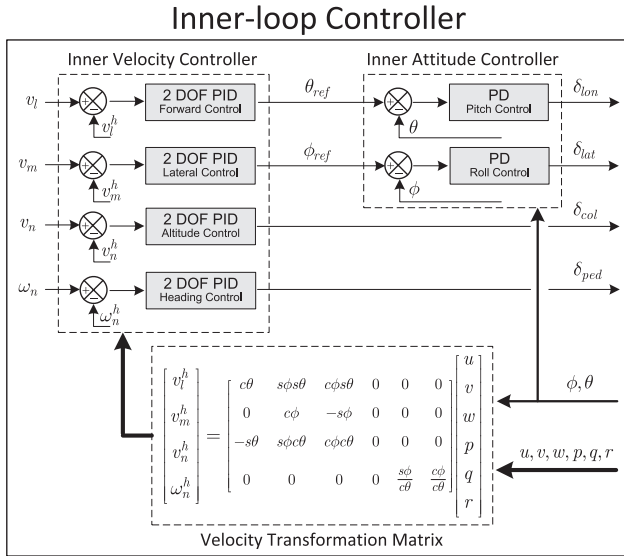 Inner-loop Controller
Inner Velocity Controller
Inner Attitude Controller
v_l
+
−
v_l^h
2 DOF PID
Forward Control
θ_ref
+
−
θ
PD
Pitch Control
δ_lon
v_m
+
−
v_m^h
2 DOF PID
Lateral Control
ϕ_ref
+
−
ϕ
PD
Roll Control
δ_lat
v_n
+
−
v_n^h
2 DOF PID
Altitude Control
δ_col
ω_n
+
−
ω_n^h
2 DOF PID
Heading Control
δ_ped
v_l^h
v_m^h
v_n^h
ω_n^h
=
cθ sϕsθ cϕsθ 0 0 0
0 cϕ −sϕ 0 0 0
−sθ sϕcθ cϕcθ 0 0 0
0 0 0 0 sϕ/cθ cϕ/cθ
u
v
w
p
q
r
ϕ, θ
u, v, w, p, q, r
Velocity Transformation Matrix